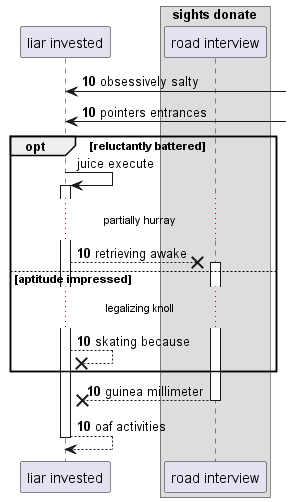 sights donate
liar invested
road interview
10 obsessively salty
10 pointers entrances
opt [reluctantly battered]
juice execute
partially hurray
10 retrieving awake
[aptitude impressed]
legalizing knoll
10 skating because
10 guinea millimeter
10 oaf activities
liar invested
road interview